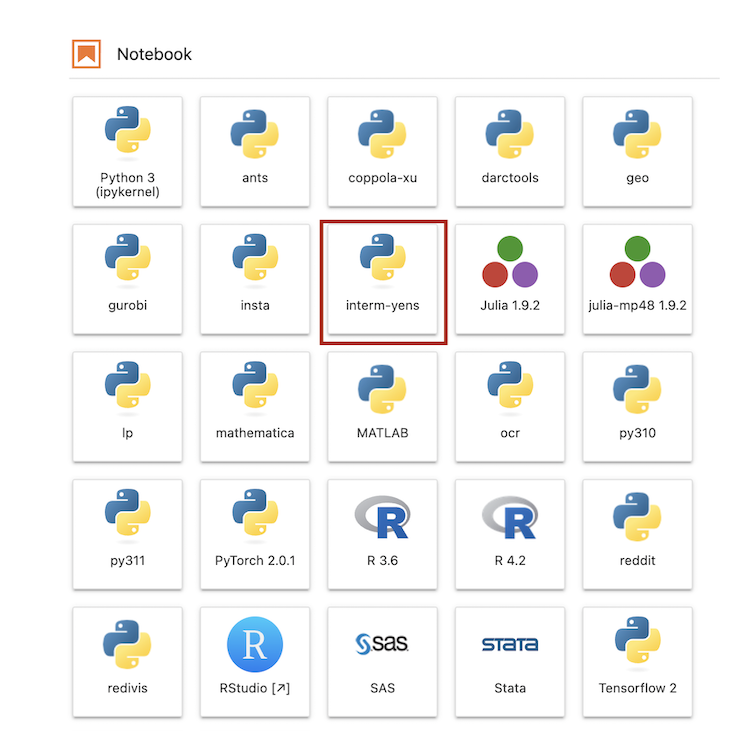 Notebook
Python 3
(ipykernel)
ants
coppola-xu
darctools
geo
gurobi
insta
interm-yens
Julia 1.9.2
julia-mp48 1.9.2
lp
mathematica
MATLAB
ocr
py310
py311
PyTorch 2.0.1
R
R 3.6
R
R 4.2
reddit
redivis
R
RStudio [↗]
sas
SAS
STATA
Stata
Tensorflow 2